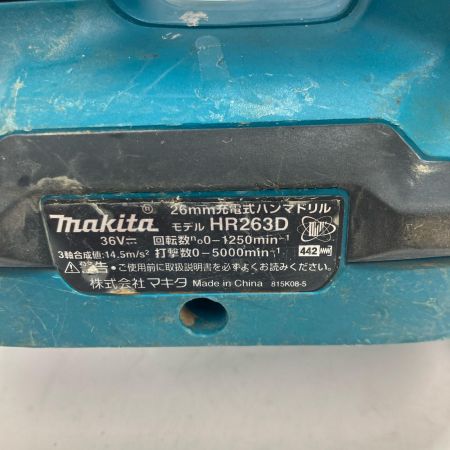 26mm充電式ハンマドリル
makita ® モデル HR263D
36V⎓ 回転数n₀0-1250min⁻¹
3軸合成値:14.5m/s² 打撃数0-5000min⁻¹ 442
⚠警告・ご使用前に取扱説明書を必ずよくお読みください。
株式会社マキタ Made in China 815K08-5